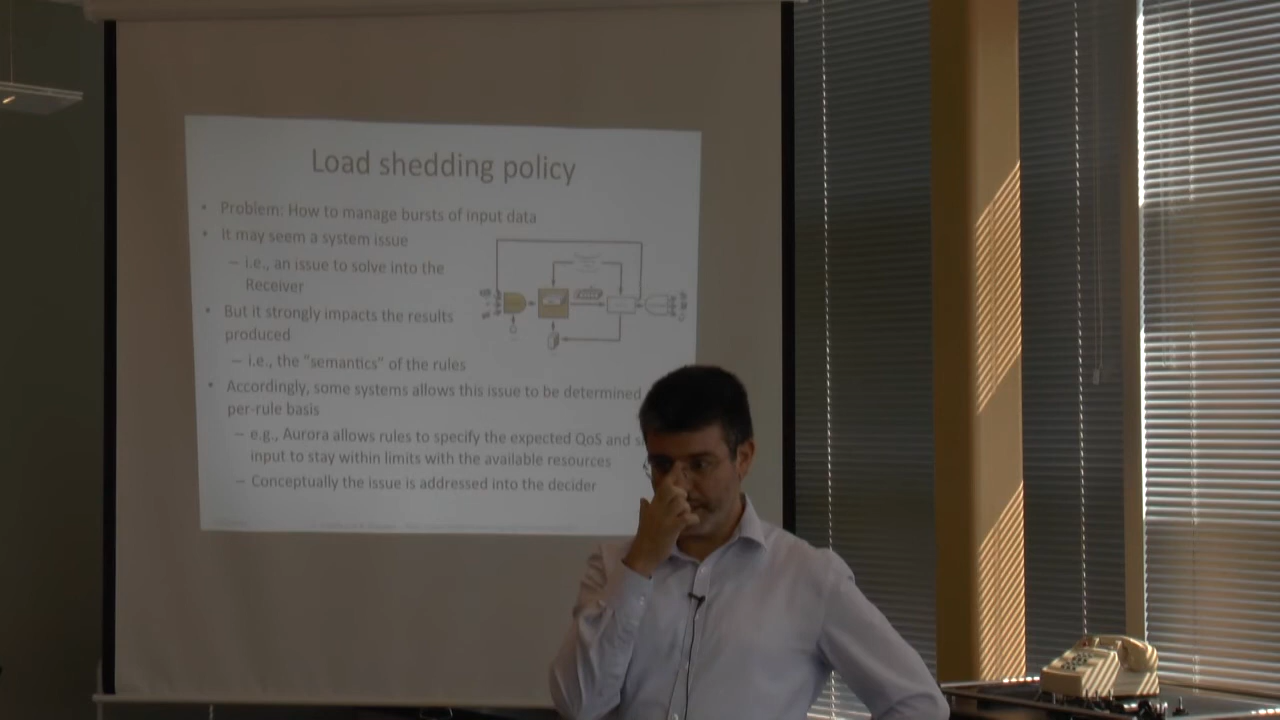 Load shedding policy
• Problem: How to manage bursts of input data
• It may seem a system issue
– i.e., an issue to solve into the
Receiver
• But it strongly impacts the results
produced
– i.e., the "semantics" of the rules
• Accordingly, some systems allows this issue to be determined
per-rule basis
– e.g., Aurora allows rules to specify the expected QoS and
input to stay within limits with the available resources
– Conceptually the issue is addressed into the decider